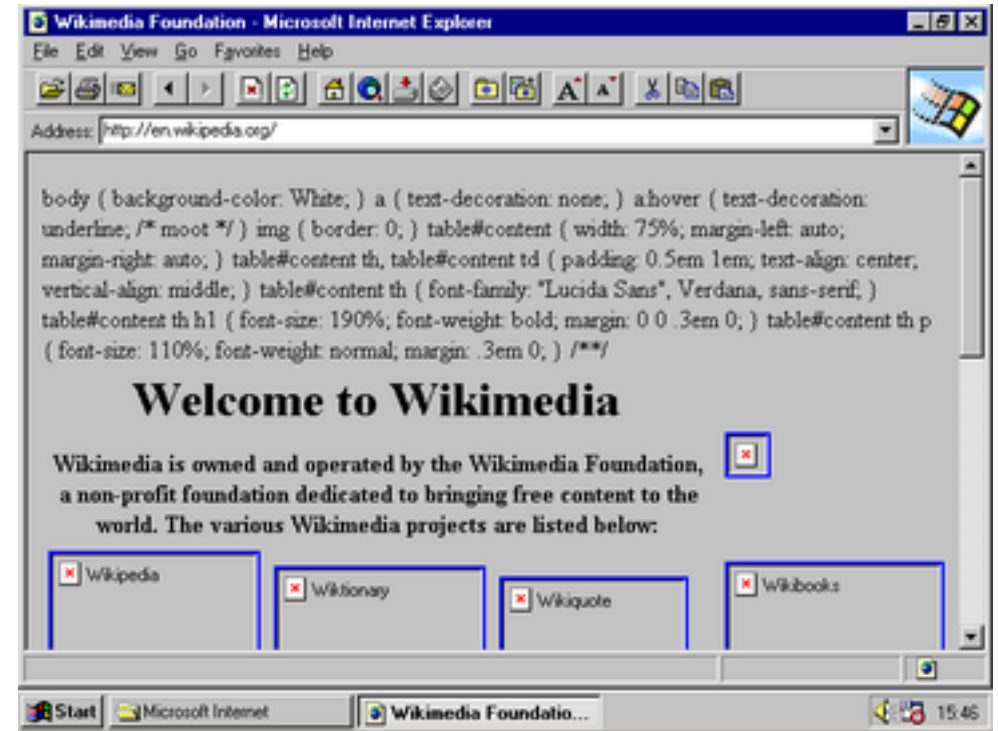 Wikimedia Foundation - Microsoft Internet Explorer
File Edit View Go Favorites Help
Address: http://en.wikipedia.org/
body ( background-color: White; ) a ( text-decoration: none; ) a:hover ( text-decoration:
underline; /* moot */ ) img ( border: 0; ) table#content ( width: 75%; margin-left: auto;
margin-right: auto; ) table#content th, table#content td ( padding: 0.5em 1em; text-align: center;
vertical-align: middle; ) table#content th ( font-family: "Lucida Sans", Verdana, sans-serif; )
table#content th h1 ( font-size: 190%; font-weight: bold; margin: 0 0 .3em 0; ) table#content th p
( font-size: 110%; font-weight: normal; margin: .3em 0; ) /**/
Welcome to Wikimedia
Wikimedia is owned and operated by the Wikimedia Foundation,
a non-profit foundation dedicated to bringing free content to the
world. The various Wikimedia projects are listed below:
Wikipedia Wiktionary Wikiquote Wikibooks
Start Microsoft Internet Wikimedia Foundatio... 15:46